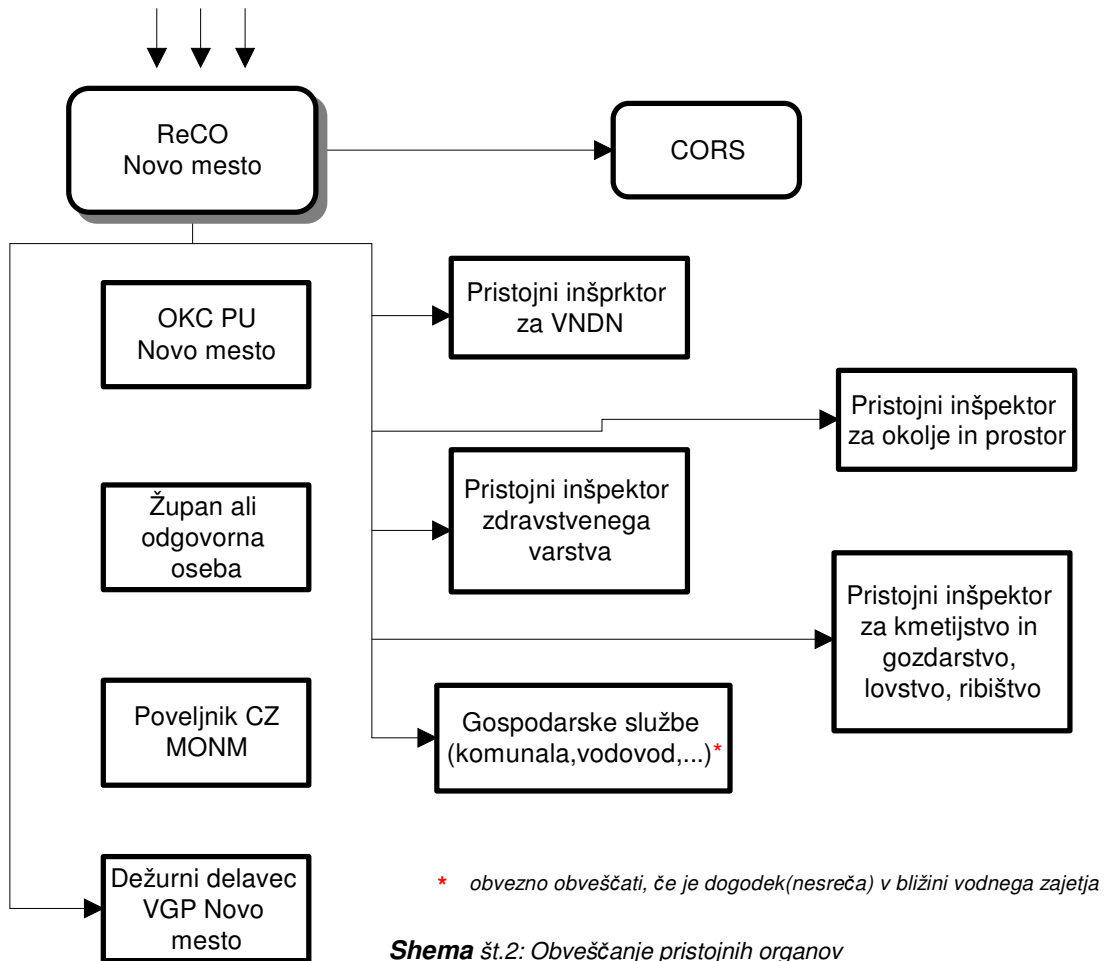 ReCO
Novo mesto
CORS
OKC PU
Novo mesto
Pristojni inšprktor
za VNDN
Pristojni inšpektor
za okolje in prostor
Župan ali
odgovorna
oseba
Pristojni inšpektor
zdravstvenega
varstva
Pristojni inšpektor
za kmetijstvo in
gozdarstvo,
lovstvo, ribištvo
Poveljnik CZ
MONM
Gospodarske službe
(komunala,vodovod,...)*
Dežurni delavec
VGP Novo
mesto
* obvezno obveščati, če je dogodek(nesreča) v bližini vodnega zajetja
Shema št.2: Obveščanje pristojnih organov